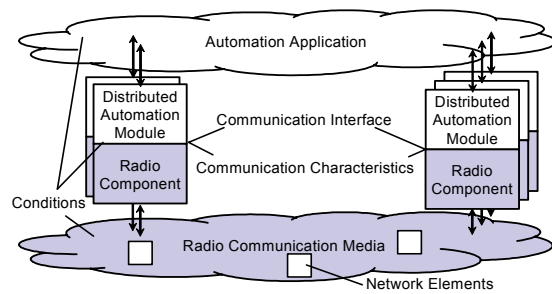 Automation Application
Distributed
Automation
Module
Radio
Component
Communication Interface
Communication Characteristics
Distributed
Automation
Module
Radio
Component
Conditions
Radio Communication Media
Network Elements